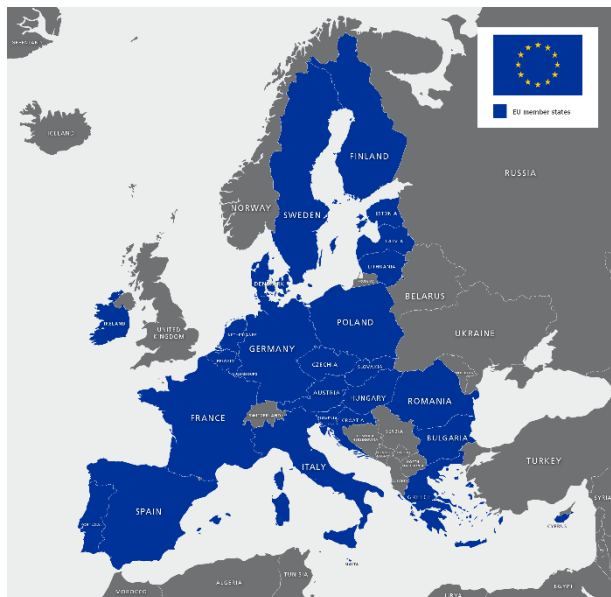 EU member states
ICELAND
FINLAND
RUSSIA
NORWAY
SWEDEN
ESTONIA
LATVIA
LITHUANIA
DENMARK
BELARUS
IRELAND
UNITED
KINGDOM
POLAND
UKRAINE
GERMANY
CZECHIA
SLOVAKIA
AUSTRIA
HUNGARY
ROMANIA
FRANCE
SWITZERLAND
CROATIA
SERBIA
ITALY
BULGARIA
TURKEY
SPAIN
SYRIA
CYPRUS
MALTA
TUNISIA
ALGERIA
MOROCCO
LIBYA
EGYPT